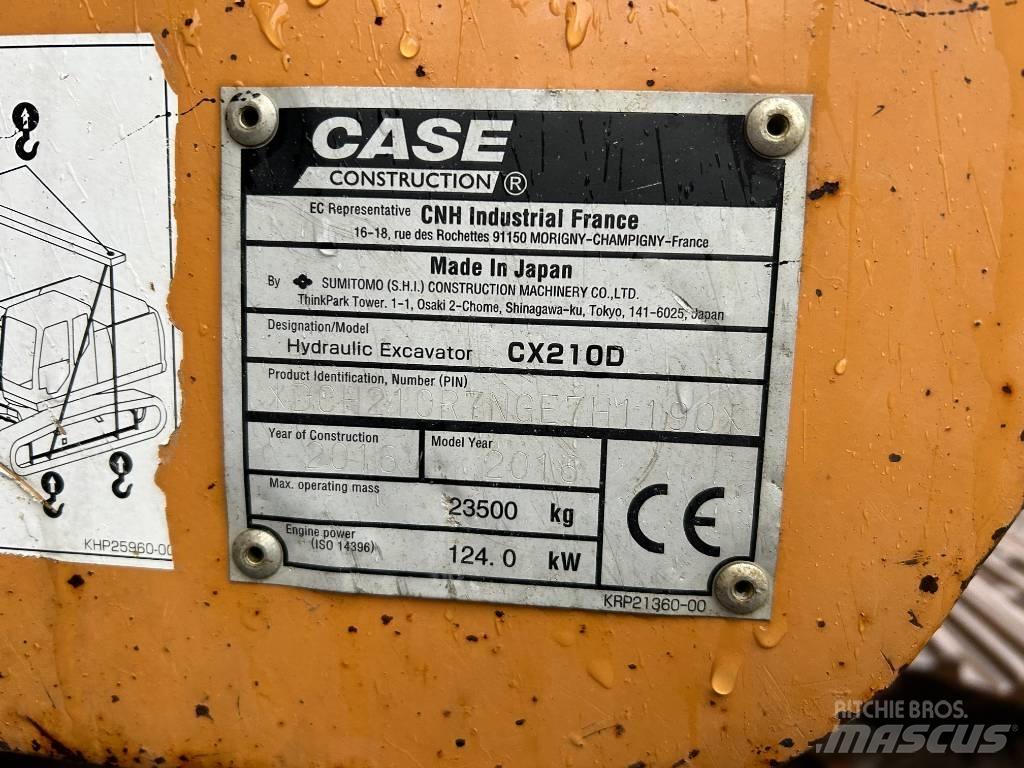 CASE
CONSTRUCTION ®
EC Representative CNH Industrial France
16-18, rue des Rochettes 91150 MORIGNY-CHAMPIGNY-France
Made In Japan
By SUMITOMO (S.H.I.) CONSTRUCTION MACHINERY CO.,LTD.
ThinkPark Tower. 1-1, Osaki 2-Chome, Shinagawa-ku, Tokyo, 141-6025, Japan
Designation/Model
Hydraulic Excavator CX210D
Product Identification, Number (PIN)
Year of Construction
Model Year
Max. operating mass
23500 kg
Engine power
(ISO 14396)
124.0 kW
CE
KHP25960-00
KRP21360-00
RITCHIE BROS.
MASCUS